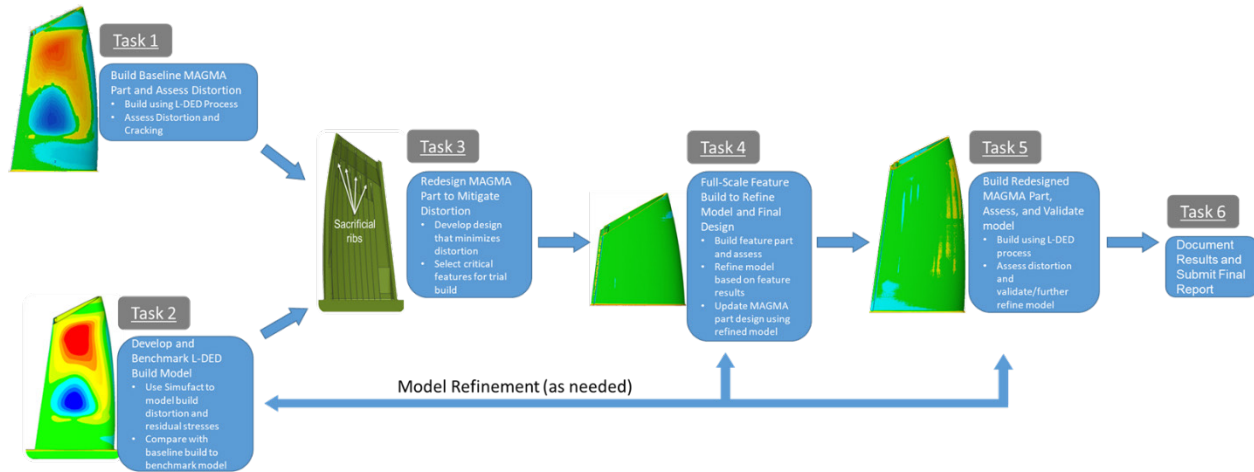 Task 1
Build Baseline MAGMA
Part and Assess Distortion
• Build using L-DED Process
• Assess Distortion and
Cracking
Task 2
Develop and
Benchmark L-DED
Build Model
• Use Simufact to
model build
distortion and
residual stresses
• Compare with
baseline build to
benchmark model
Sacrificial
ribs
Task 3
Redesign MAGMA
Part to Mitigate
Distortion
• Develop design
that minimizes
distortion
• Select critical
features for trial
build
Task 4
Full-Scale Feature
Build to Refine
Model and Final
Design
• Build feature part
and assess
• Refine model
based on feature
results
• Update MAGMA
part design using
refined model
Task 5
Build Redesigned
MAGMA Part,
Assess, and Validate
model
• Build using L-DED
process
• Assess distortion and
validate/further
refine model
Task 6
Document
Results and
Submit Final
Report
Model Refinement (as needed)